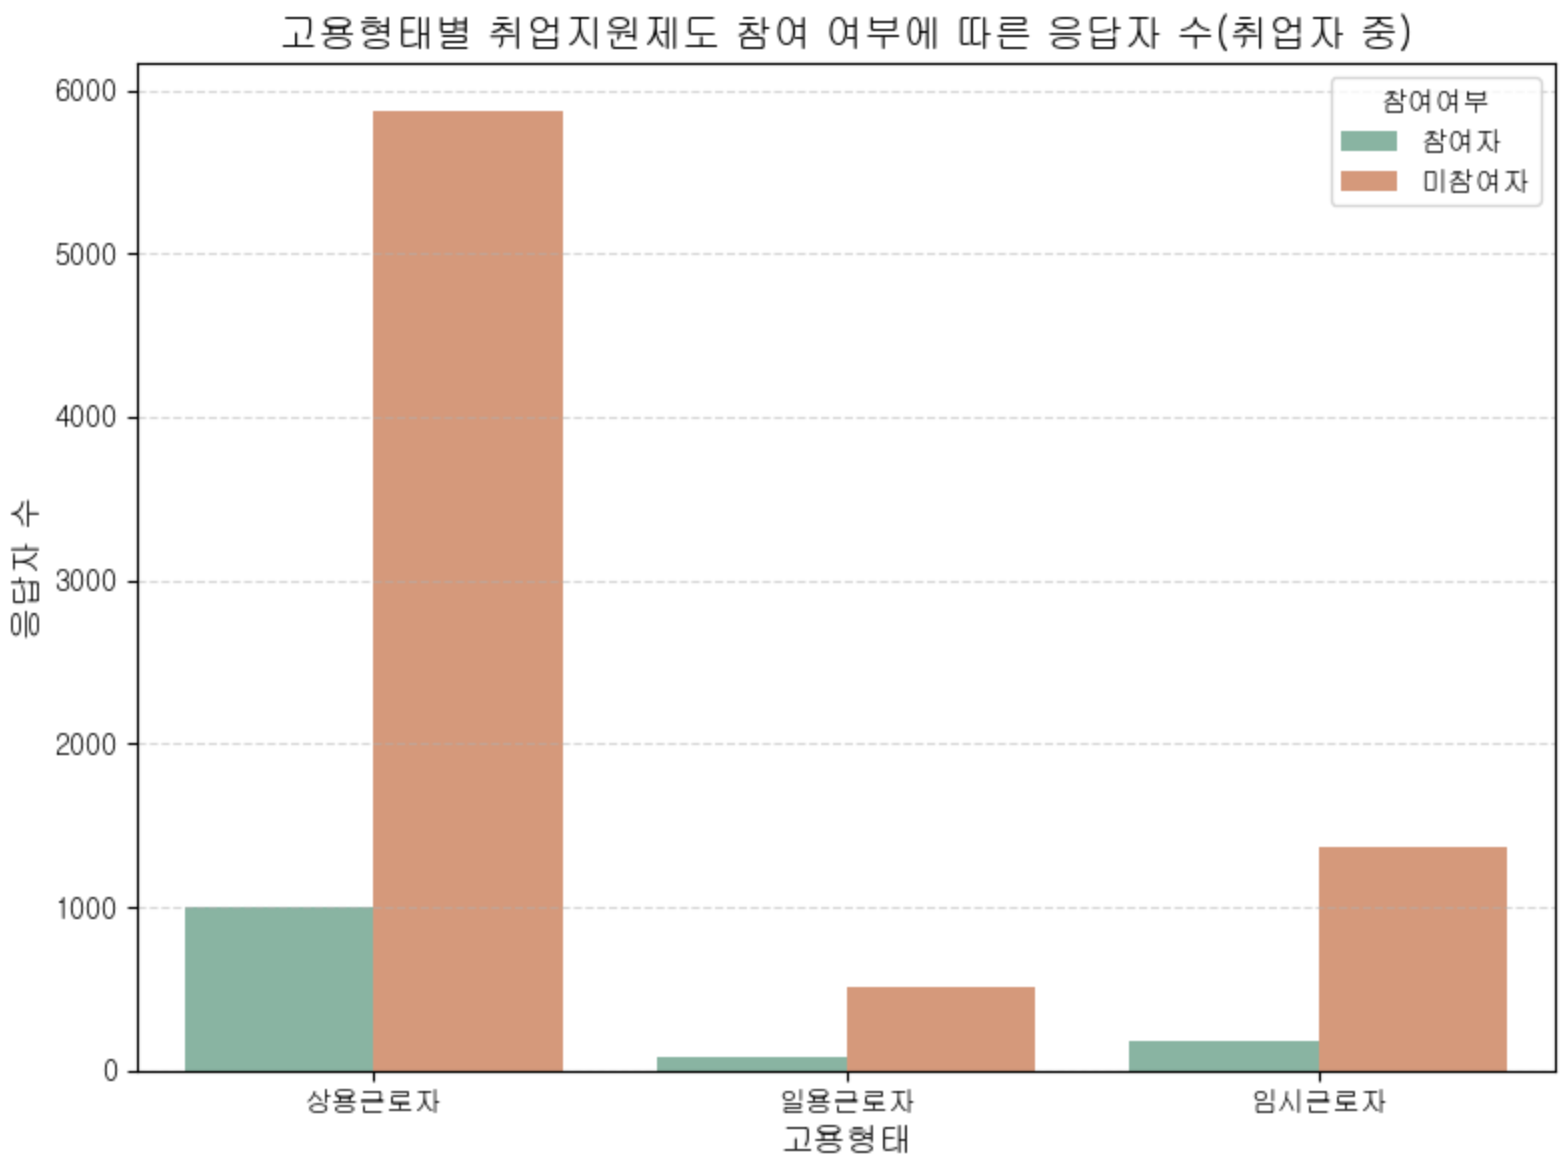 고용형태별 취업지원제도 참여 여부에 따른 응답자 수(취업자 중)
참여여부
참여자
미참여자
응답자 수
6000
5000
4000
3000
2000
1000
0
상용근로자
일용근로자
임시근로자
고용형태